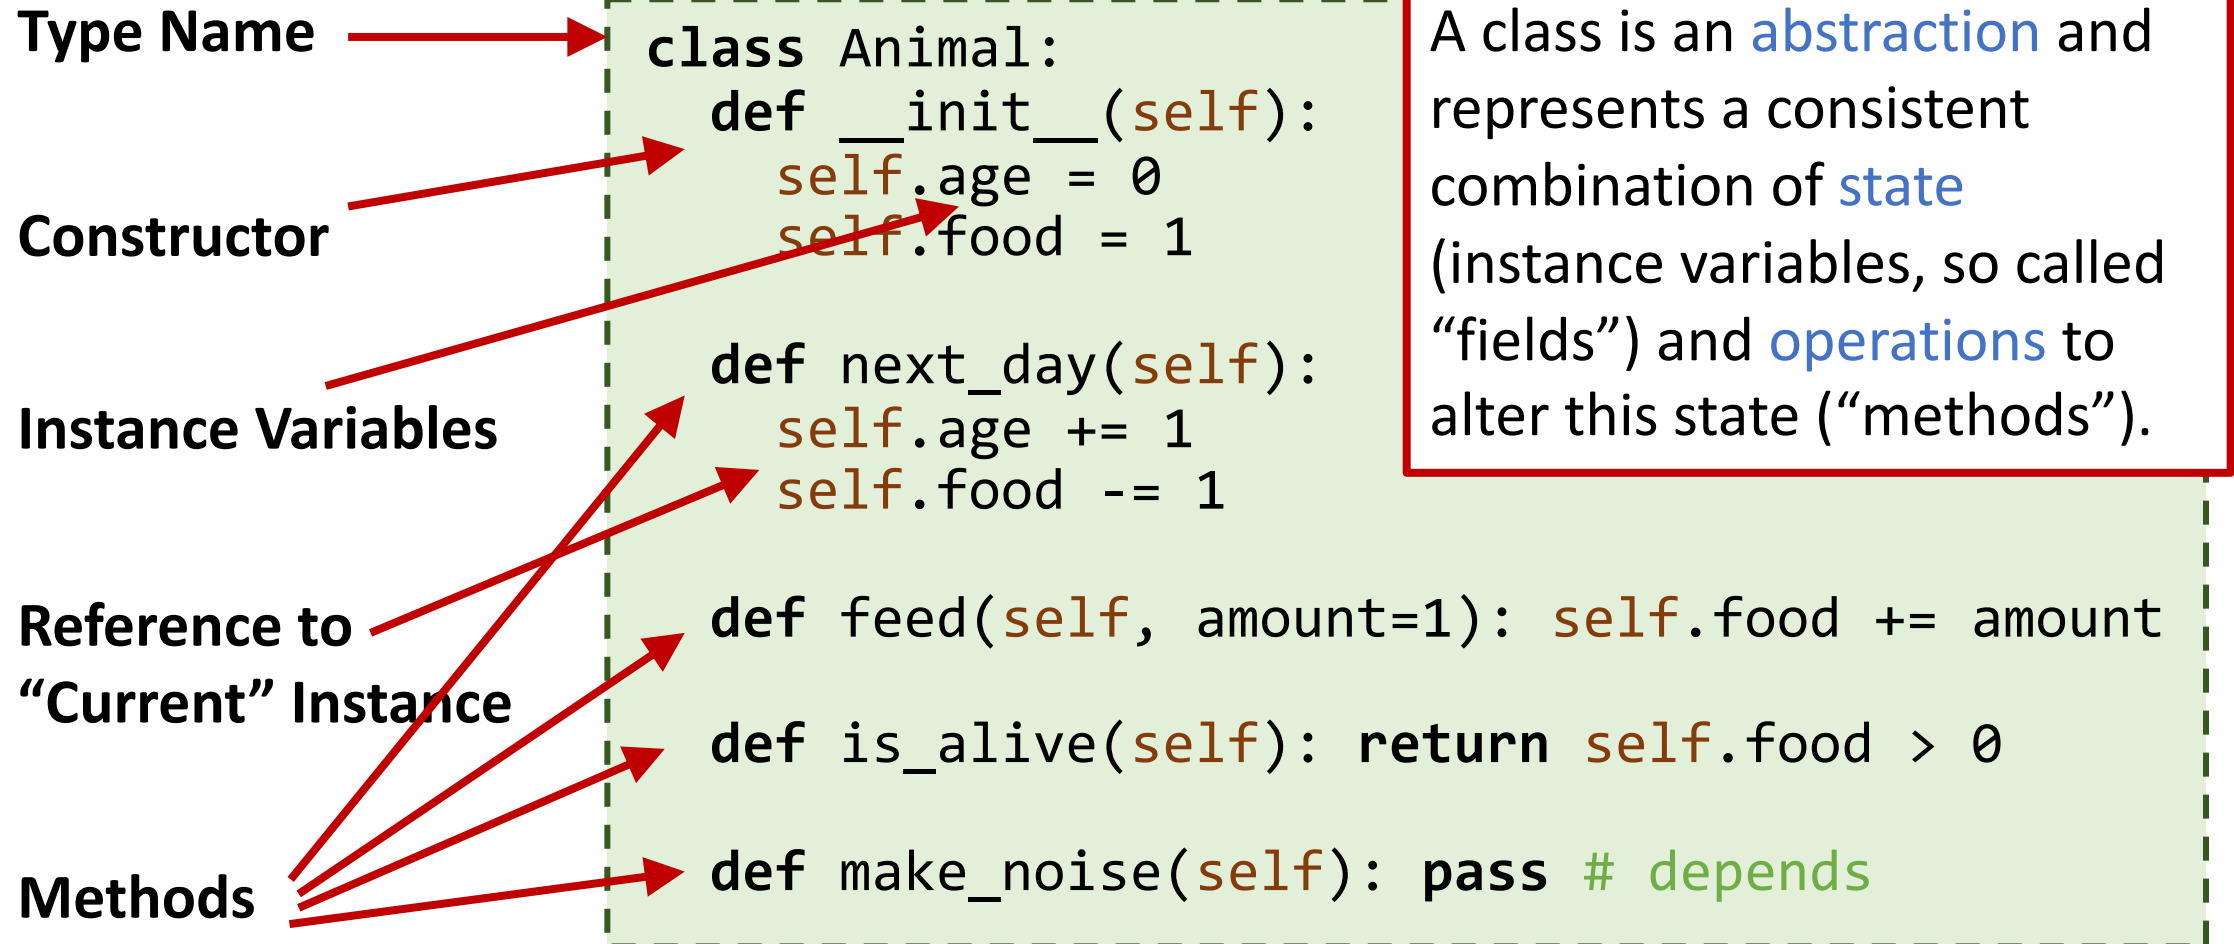 Type Name
Constructor
Instance Variables
Reference to
“Current” Instance
Methods
class Animal:
def __init__(self):
self.age = 0
self.food = 1
def next_day(self):
self.age += 1
self.food -= 1
def feed(self, amount=1): self.food += amount
def is_alive(self): return self.food > 0
def make_noise(self): pass # depends
A class is an abstraction and
represents a consistent
combination of state
(instance variables, so called
“fields”) and operations to
alter this state (“methods”).